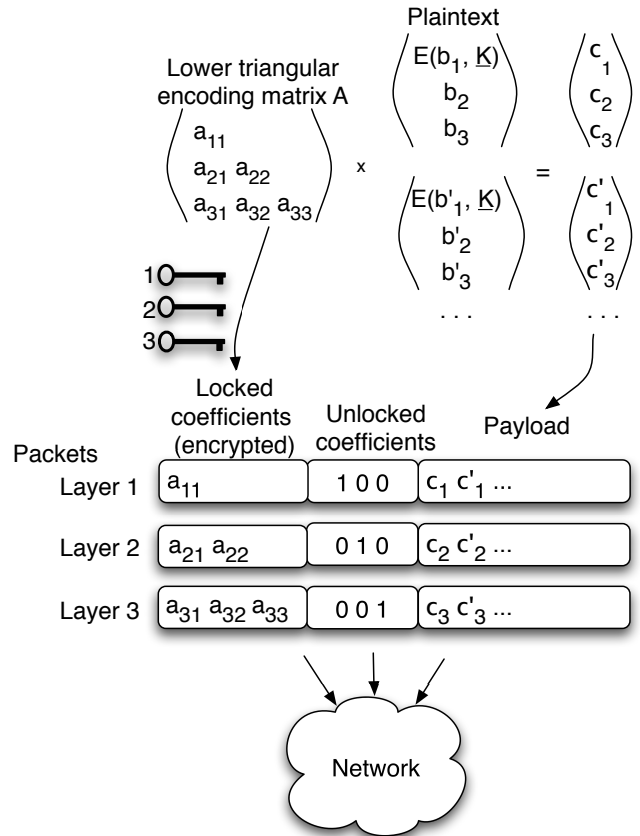 Plaintext
Lower triangular
encoding matrix A
a11
a21 a22
a31 a32 a33
x
E(b1, K)
b2
b3
E(b'1, K)
b'2
b'3
. . .
=
c1
c2
c3
c'1
c'2
c'3
. . .
1
2
3
Locked
coefficients
(encrypted)
Unlocked
coefficients
Payload
Packets
Layer 1 a11 1 0 0 c1 c'1 ...
Layer 2 a21 a22 0 1 0 c2 c'2 ...
Layer 3 a31 a32 a33 0 0 1 c3 c'3 ...
Network